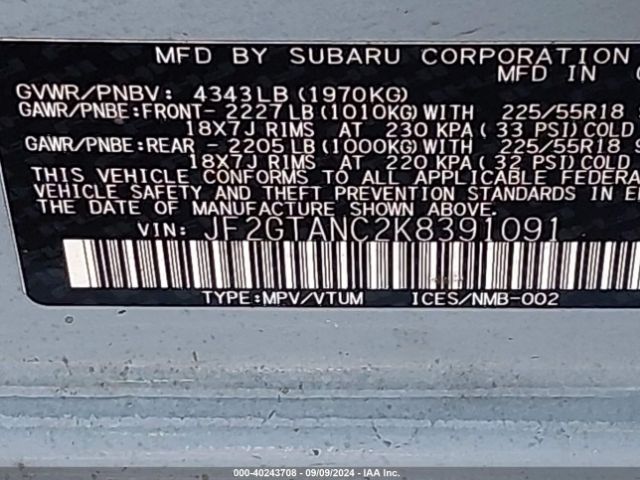 MFD BY SUBARU CORPORATION
MFD IN
GVWR/PNBV: 4343LB (1970KG)
GAWR/PNBE:FRONT- 2227LB(1010KG)WITH 225/55R18
18X7J RIMS AT 230 KPA( 33 PSI)COLD
GAWR/PNBE:REAR - 2205LB(1000KG)WITH 225/55R18
18X7J RIMS AT 220 KPA( 32 PSI)COLD
THIS VEHICLE CONFORMS TO ALL APPLICABLE
VEHICLE SAFETY AND THEFT PREVENTION STANDARDS IN
THE DATE OF MANUFACTURE SHOWN ABOVE.
VIN: JF2GTANC2K8391091
TYPE:MPV/VTUM ICES/NMB-002
000-40243708 - 09/09/2024 - IAA Inc.